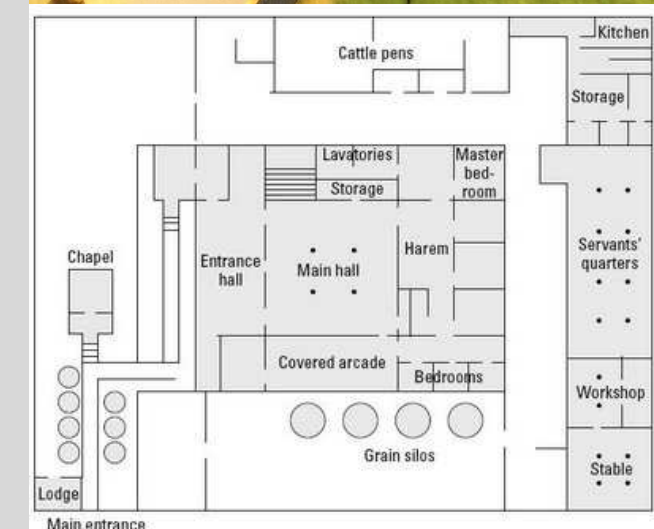 Kitchen
Cattle pens
Storage
Lavatories
Storage
Master
bed-
room
Servants'
quarters
Chapel
Entrance
hall
Main hall
Harem
Covered arcade
Bedrooms
Workshop
Grain silos
Stable
Lodge
Main entrance